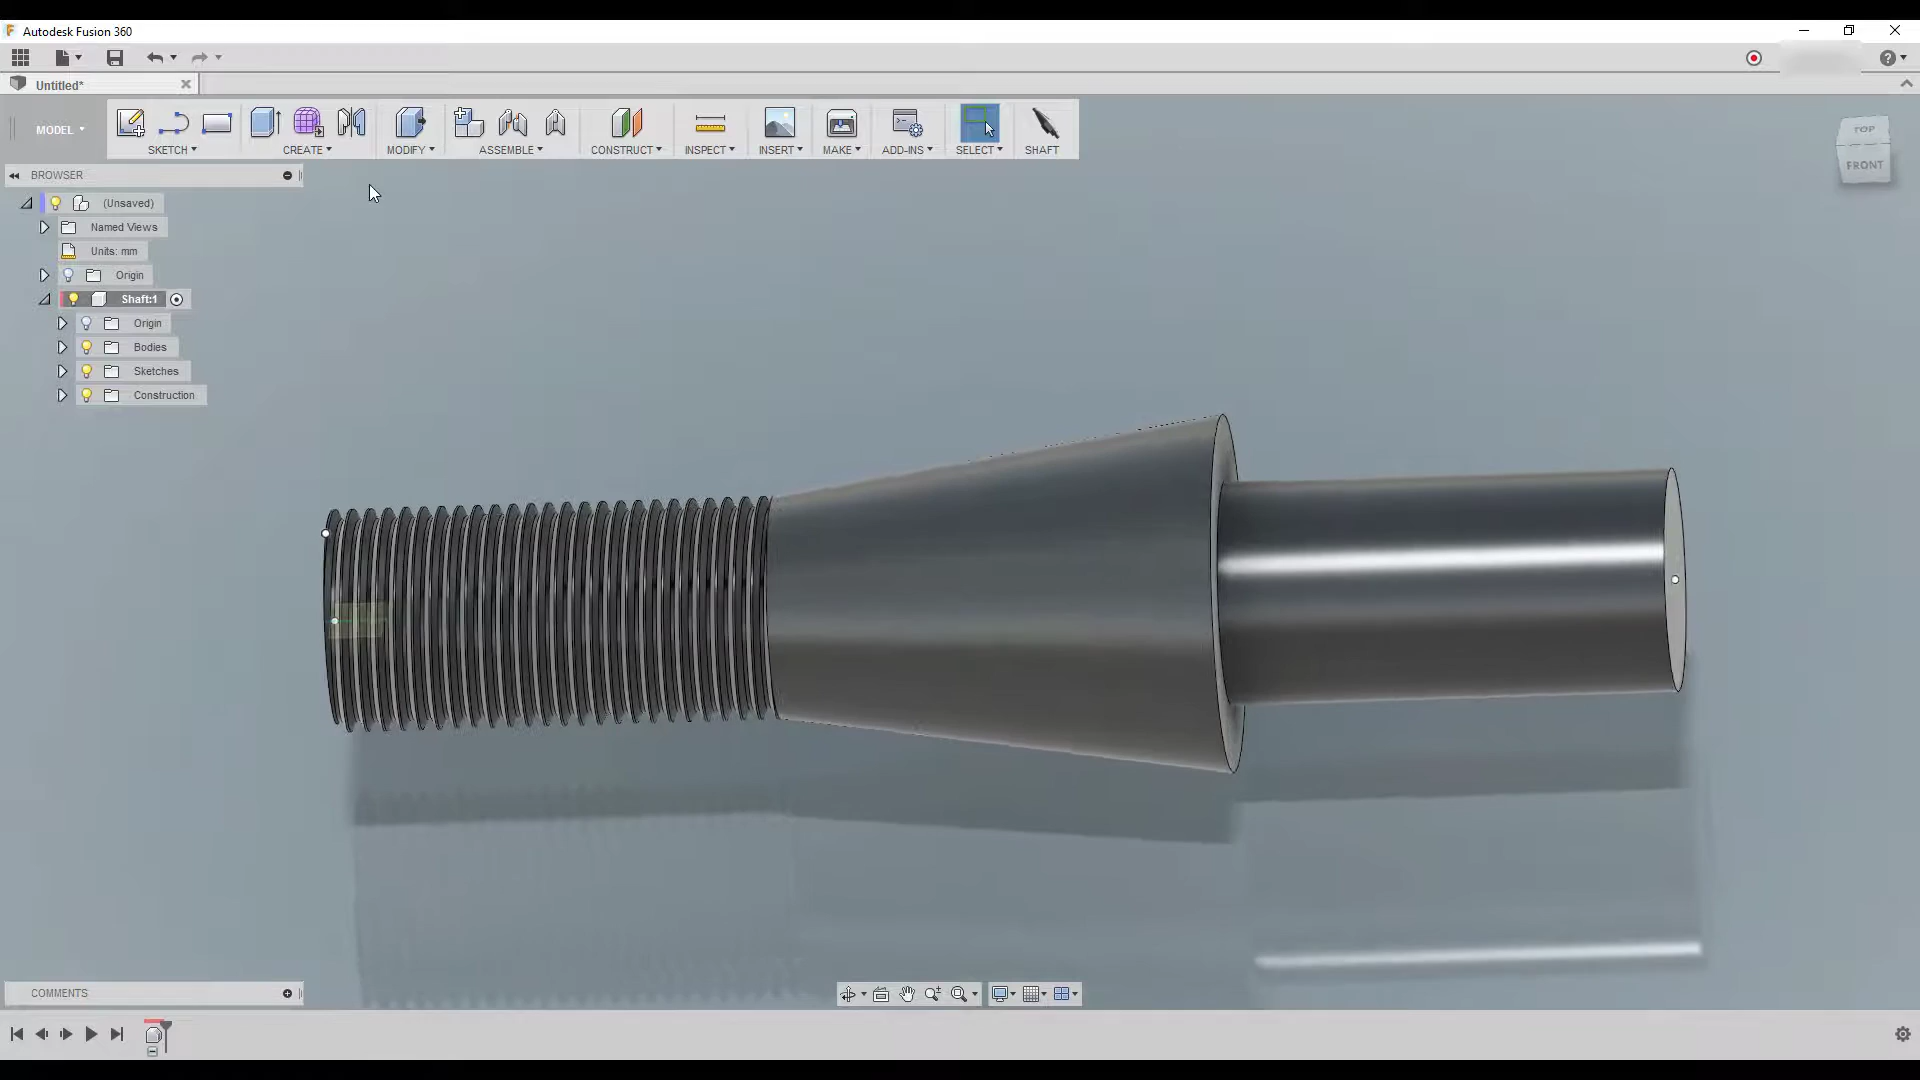 Autodesk Fusion 360
Untitled*
MODEL
SKETCH
CREATE
MODIFY
ASSEMBLE
CONSTRUCT
INSPECT
INSERT
MAKE
ADD-INS
SELECT
SHAFT
TOP
FRONT
BROWSER
(Unsaved)
Named Views
Units: mm
Origin
Shaft:1
Origin
Bodies
Sketches
Construction
COMMENTS